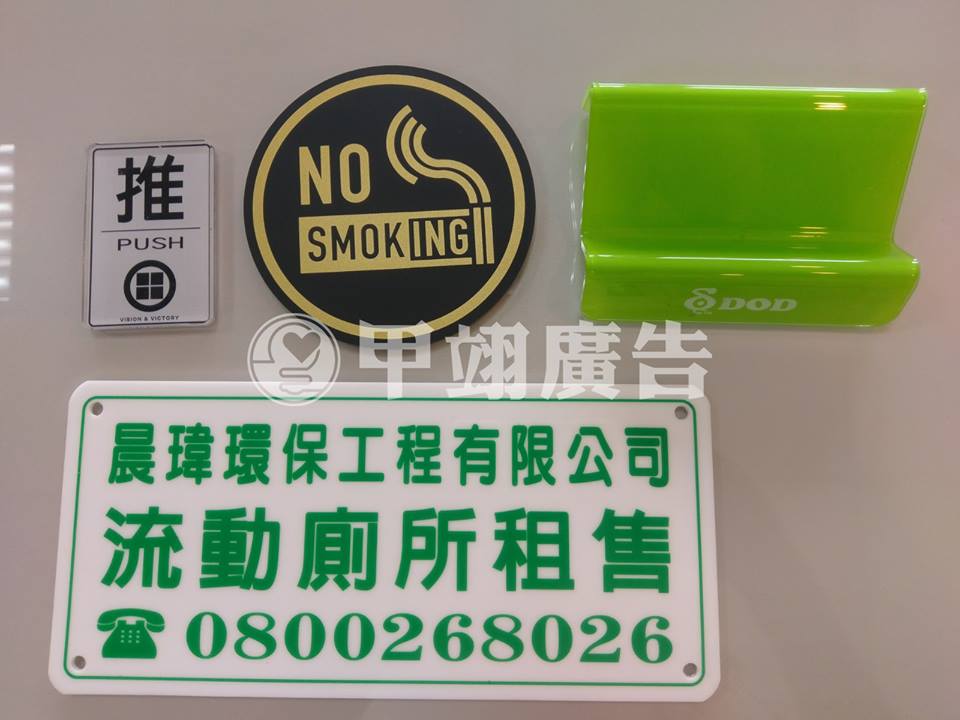 推
PUSH
VISION & VICTORY
NO
SMOKING
DOD
甲翊廣告
晨瑋環保工程有限公司
流動廁所租售
☎ 0800268026